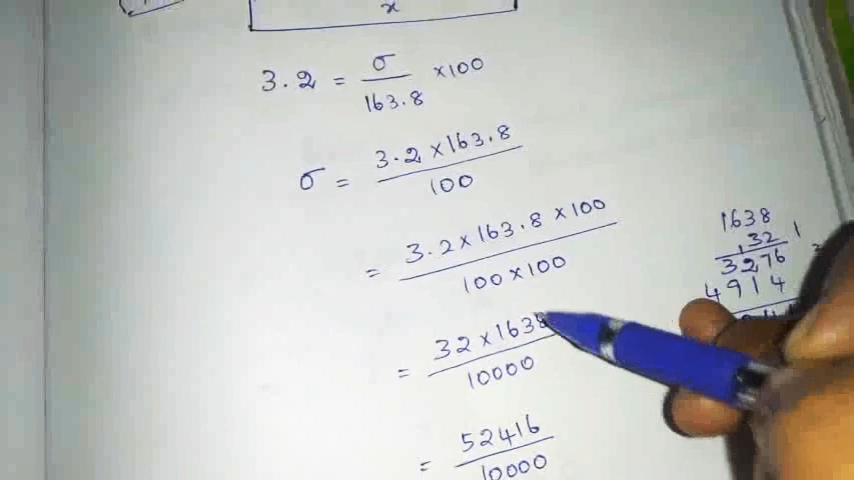 x
3.2 = σ / 163.8 ×100
σ = 3.2×163.8 / 100
= 3.2×163.8×100 / 100×100
= 32×1638 / 10000
= 52416 / 10000
1638
32
3276
4914